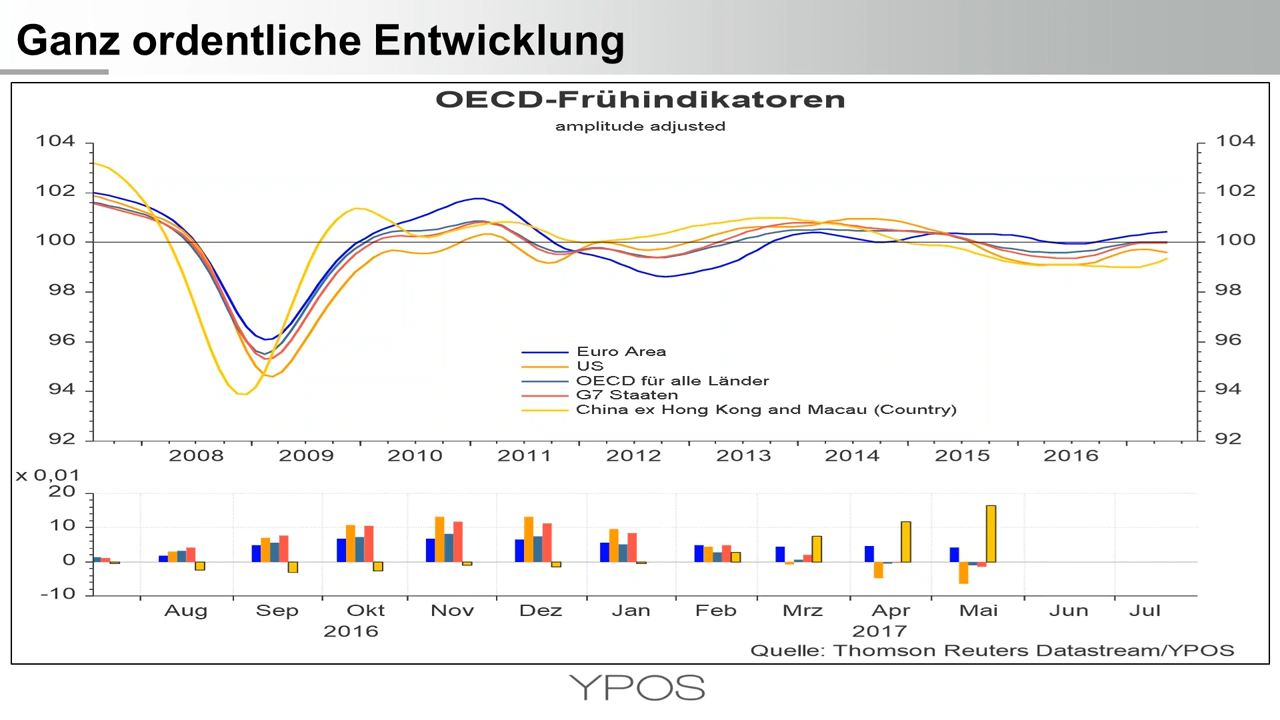 Ganz ordentliche Entwicklung
OECD-Frühindikatoren
amplitude adjusted
104 104
102 102
100 100
98 98
96 96
94 94
92 92
Euro Area
US
OECD für alle Länder
G7 Staaten
China ex Hong Kong and Macau (Country)
2008 2009 2010 2011 2012 2013 2014 2015 2016
x 0,01
20
10
0
-10
Aug Sep Okt Nov Dez Jan Feb Mrz Apr Mai Jun Jul
2016 2017
Quelle: Thomson Reuters Datastream/YPOS
YPOS